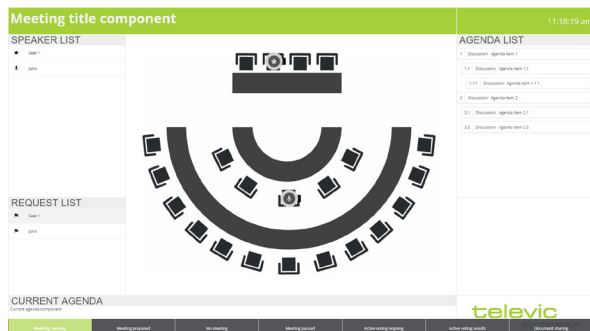 Meeting title component
11:18:19 am
SPEAKER LIST
Seat 1
John
REQUEST LIST
Seat 1
John
AGENDA LIST
1 Discussion Agenda item 1
1.1 Discussion Agenda item 1.1
1.1.1 Discussion Agenda item 1.1.1
2 Discussion Agenda item 2
2.1 Discussion Agenda item 2.1
2.2 Discussion Agenda item 2.2
CURRENT AGENDA
Current agenda component
televic
Meeting running
Meeting prepared
No meeting
Meeting paused
Active voting ongoing
Active voting results
Document sharing